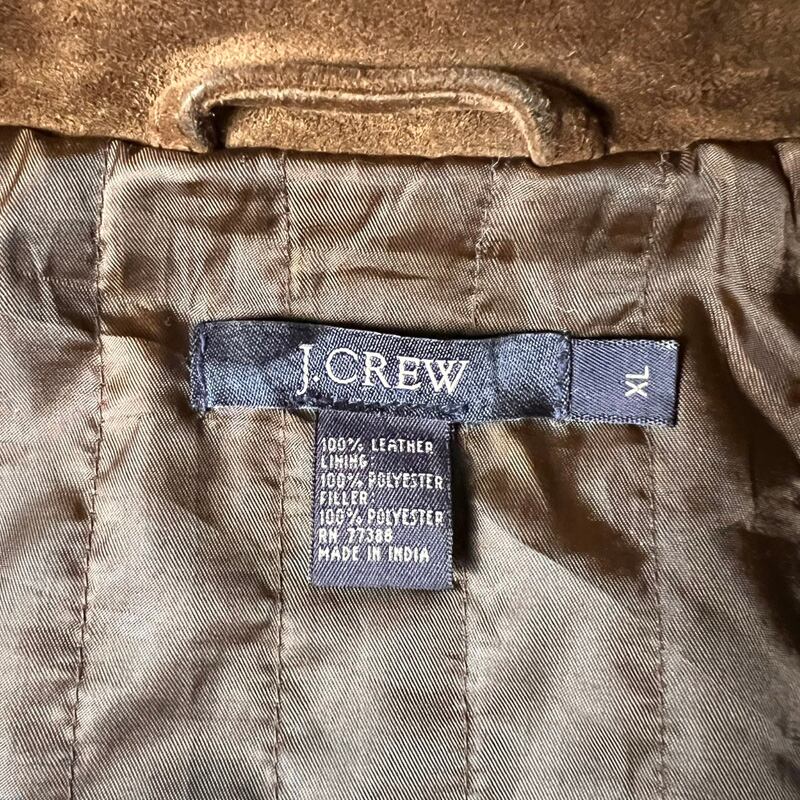 J.CREW
XL
100% LEATHER
LINING
100% POLYESTER
FILLER
100% POLYESTER
RN 77388
MADE IN INDIA